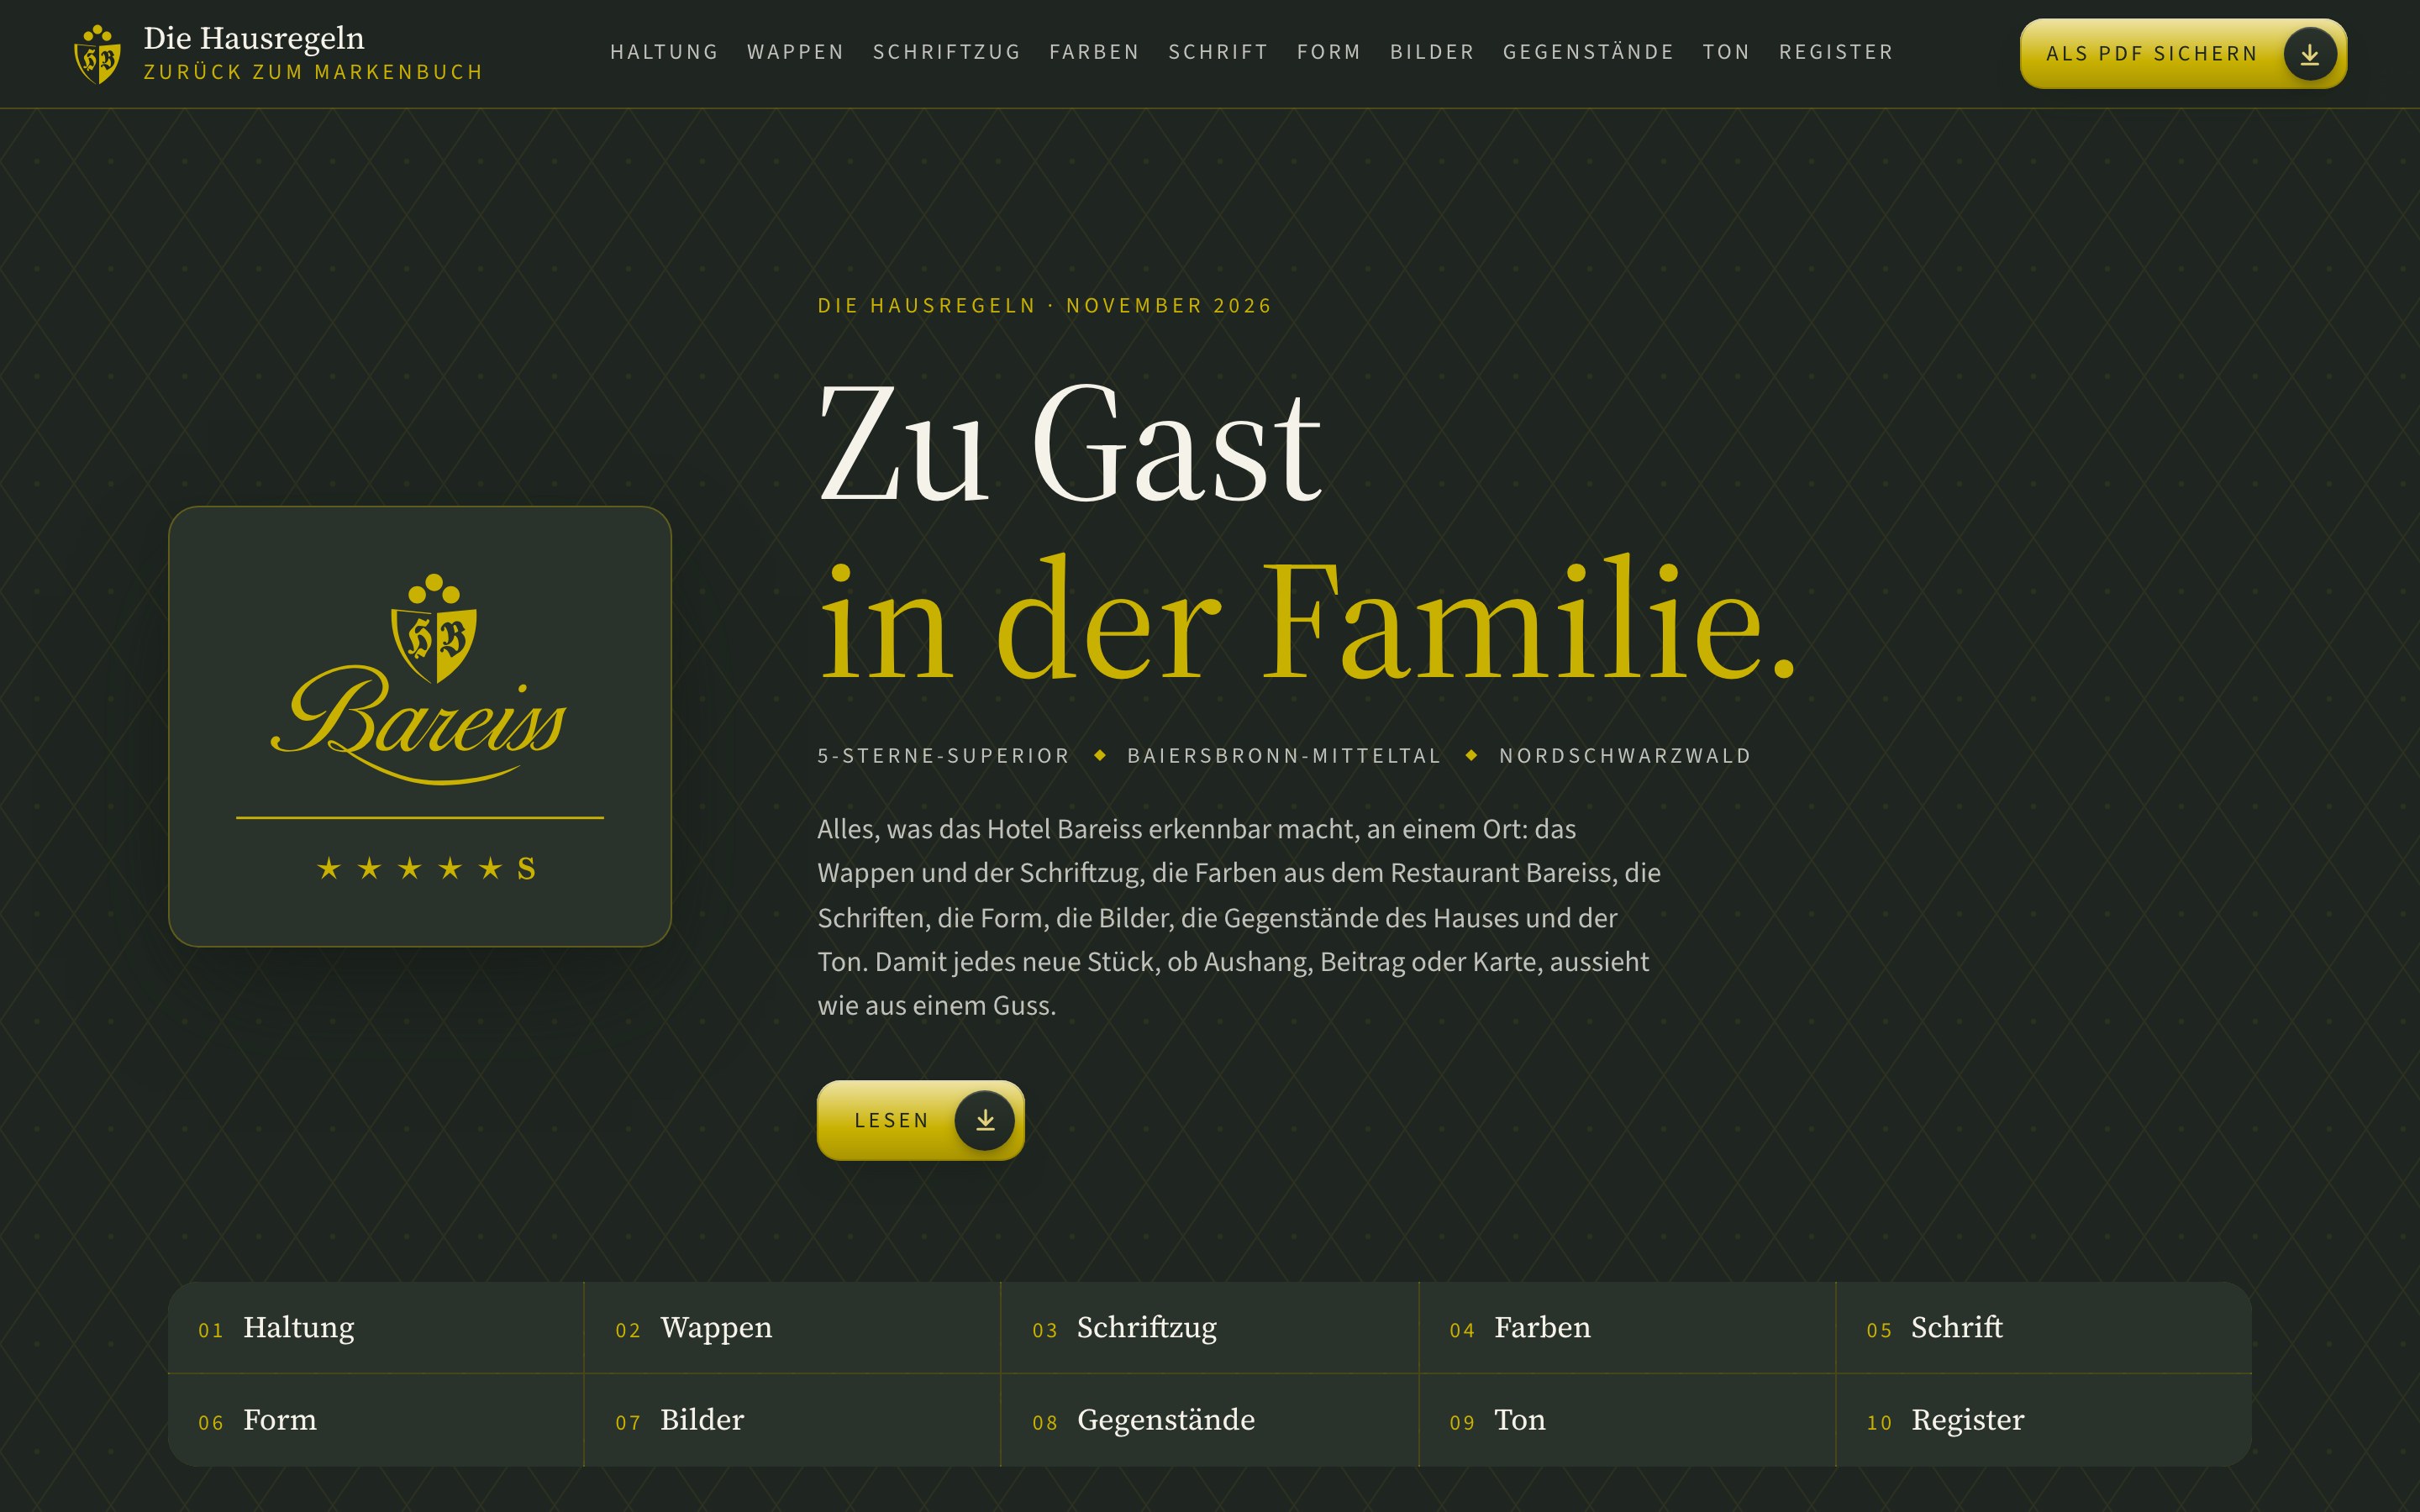 HB
Die Hausregeln
ZURÜCK ZUM MARKENBUCH
HALTUNG WAPPEN SCHRIFTZUG FARBEN SCHRIFT FORM BILDER GEGENSTÄNDE TON REGISTER
ALS PDF SICHERN
DIE HAUSREGELN · NOVEMBER 2026
Zu Gast
in der Familie.
HB
Bareiss
★ ★ ★ ★ ★ S
5-STERNE-SUPERIOR ◆ BAIERSBRONN-MITTELTAL ◆ NORDSCHWARZWALD
Alles, was das Hotel Bareiss erkennbar macht, an einem Ort: das
Wappen und der Schriftzug, die Farben aus dem Restaurant Bareiss, die
Schriften, die Form, die Bilder, die Gegenstände des Hauses und der
Ton. Damit jedes neue Stück, ob Aushang, Beitrag oder Karte, aussieht
wie aus einem Guss.
LESEN
01 Haltung
02 Wappen
03 Schriftzug
04 Farben
05 Schrift
06 Form
07 Bilder
08 Gegenstände
09 Ton
10 Register